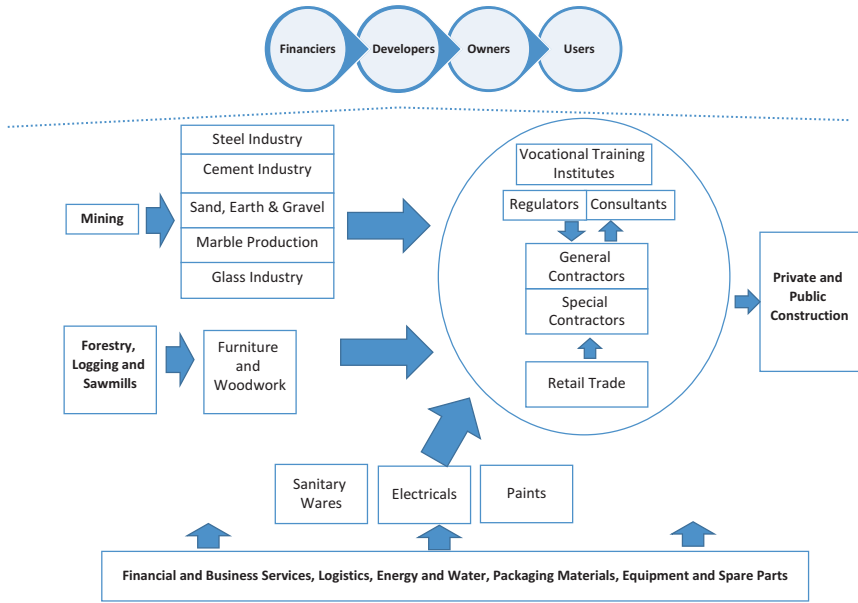 Financiers
Developers
Owners
Users
Steel Industry
Cement Industry
Sand, Earth & Gravel
Marble Production
Glass Industry
Mining
Vocational Training
Institutes
Regulators
Consultants
General
Contractors
Special
Contractors
Retail Trade
Private and
Public
Construction
Forestry,
Logging and
Sawmills
Furniture
and
Woodwork
Sanitary
Wares
Electricals
Paints
Financial and Business Services, Logistics, Energy and Water, Packaging Materials, Equipment and Spare Parts